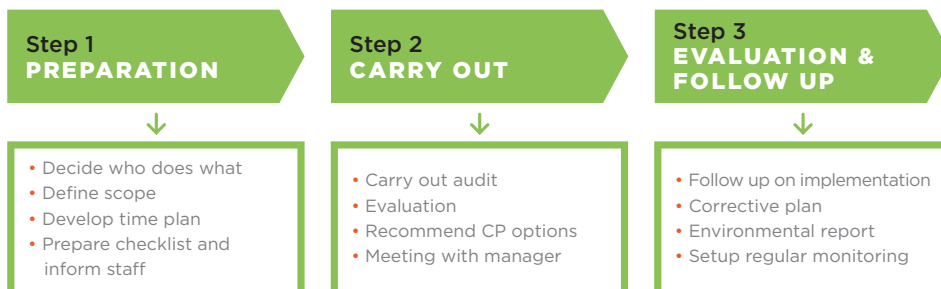 Step 1
PREPARATION
• Decide who does what
• Define scope
• Develop time plan
• Prepare checklist and
inform staff
Step 2
CARRY OUT
• Carry out audit
• Evaluation
• Recommend CP options
• Meeting with manager
Step 3
EVALUATION &
FOLLOW UP
• Follow up on implementation
• Corrective plan
• Environmental report
• Setup regular monitoring